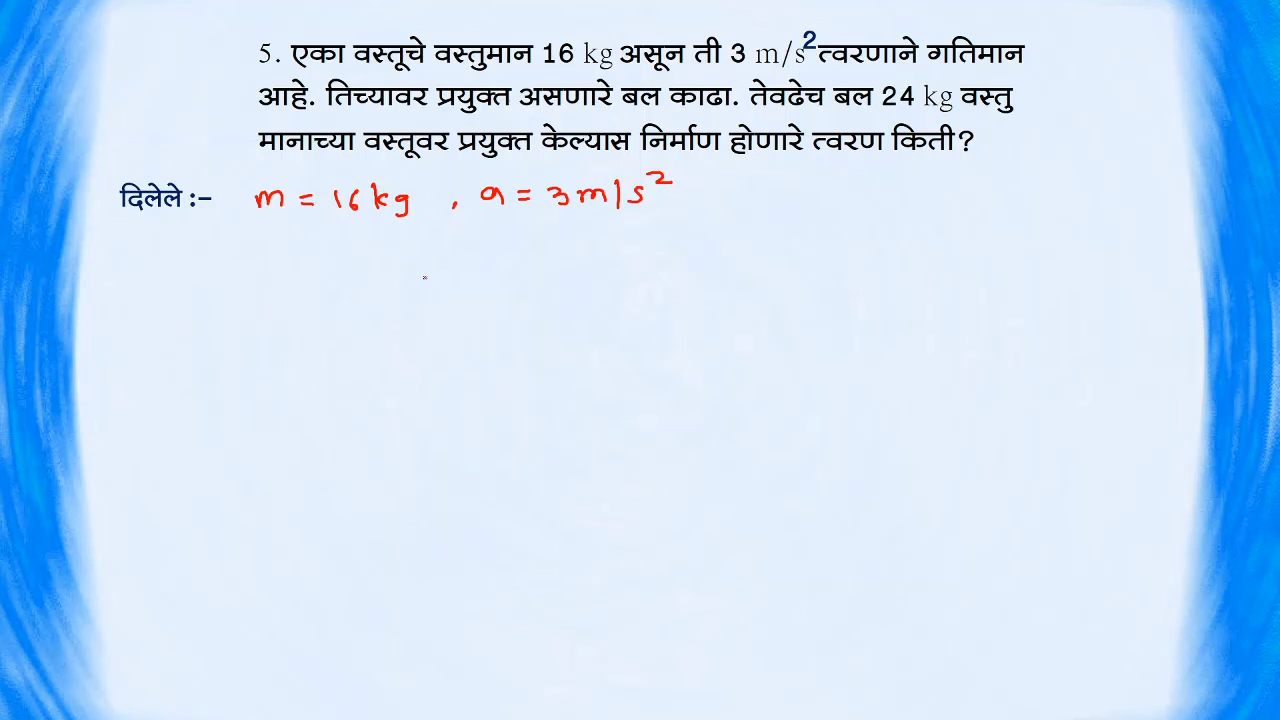 5. एका वस्तूचे वस्तुमान 16 kg असून ती 3 m/s² त्वरणाने गतिमान
आहे. तिच्यावर प्रयुक्त असणारे बल काढा. तेवढेच बल 24 kg वस्तु
मानाच्या वस्तूवर प्रयुक्त केल्यास निर्माण होणारे त्वरण किती?
दिलेले :– m = 16 kg , a = 3 m/s²